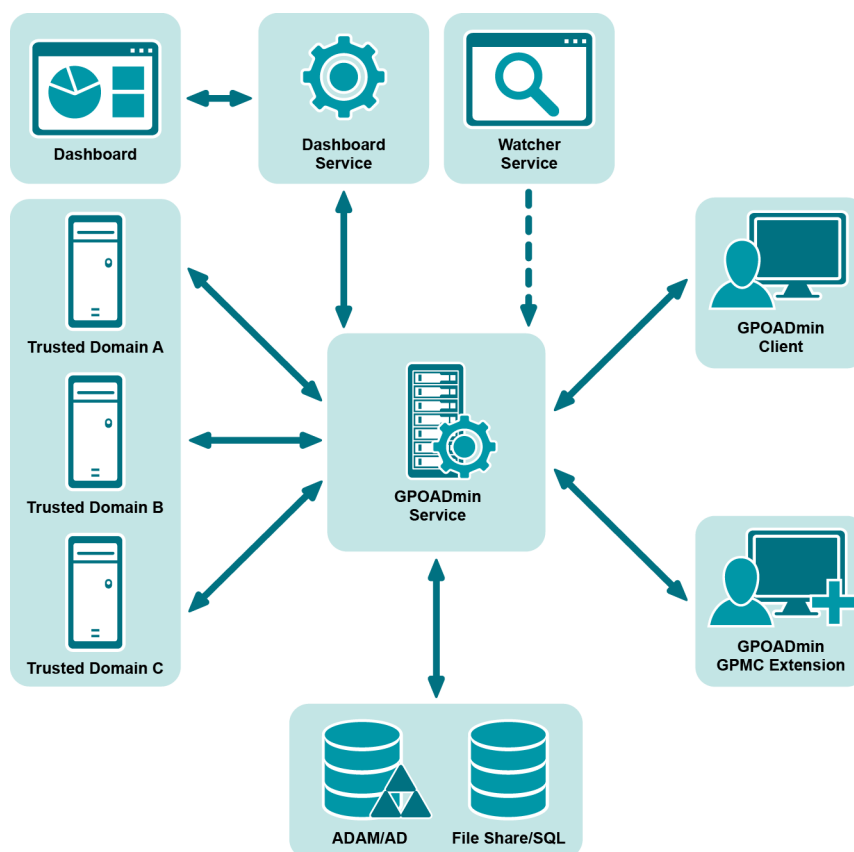 Dashboard
Dashboard
Service
Watcher
Service
Trusted Domain A
Trusted Domain B
Trusted Domain C
GPOADmin
Service
GPOADmin
Client
GPOADmin
GPMC Extension
ADAM/AD
File Share/SQL